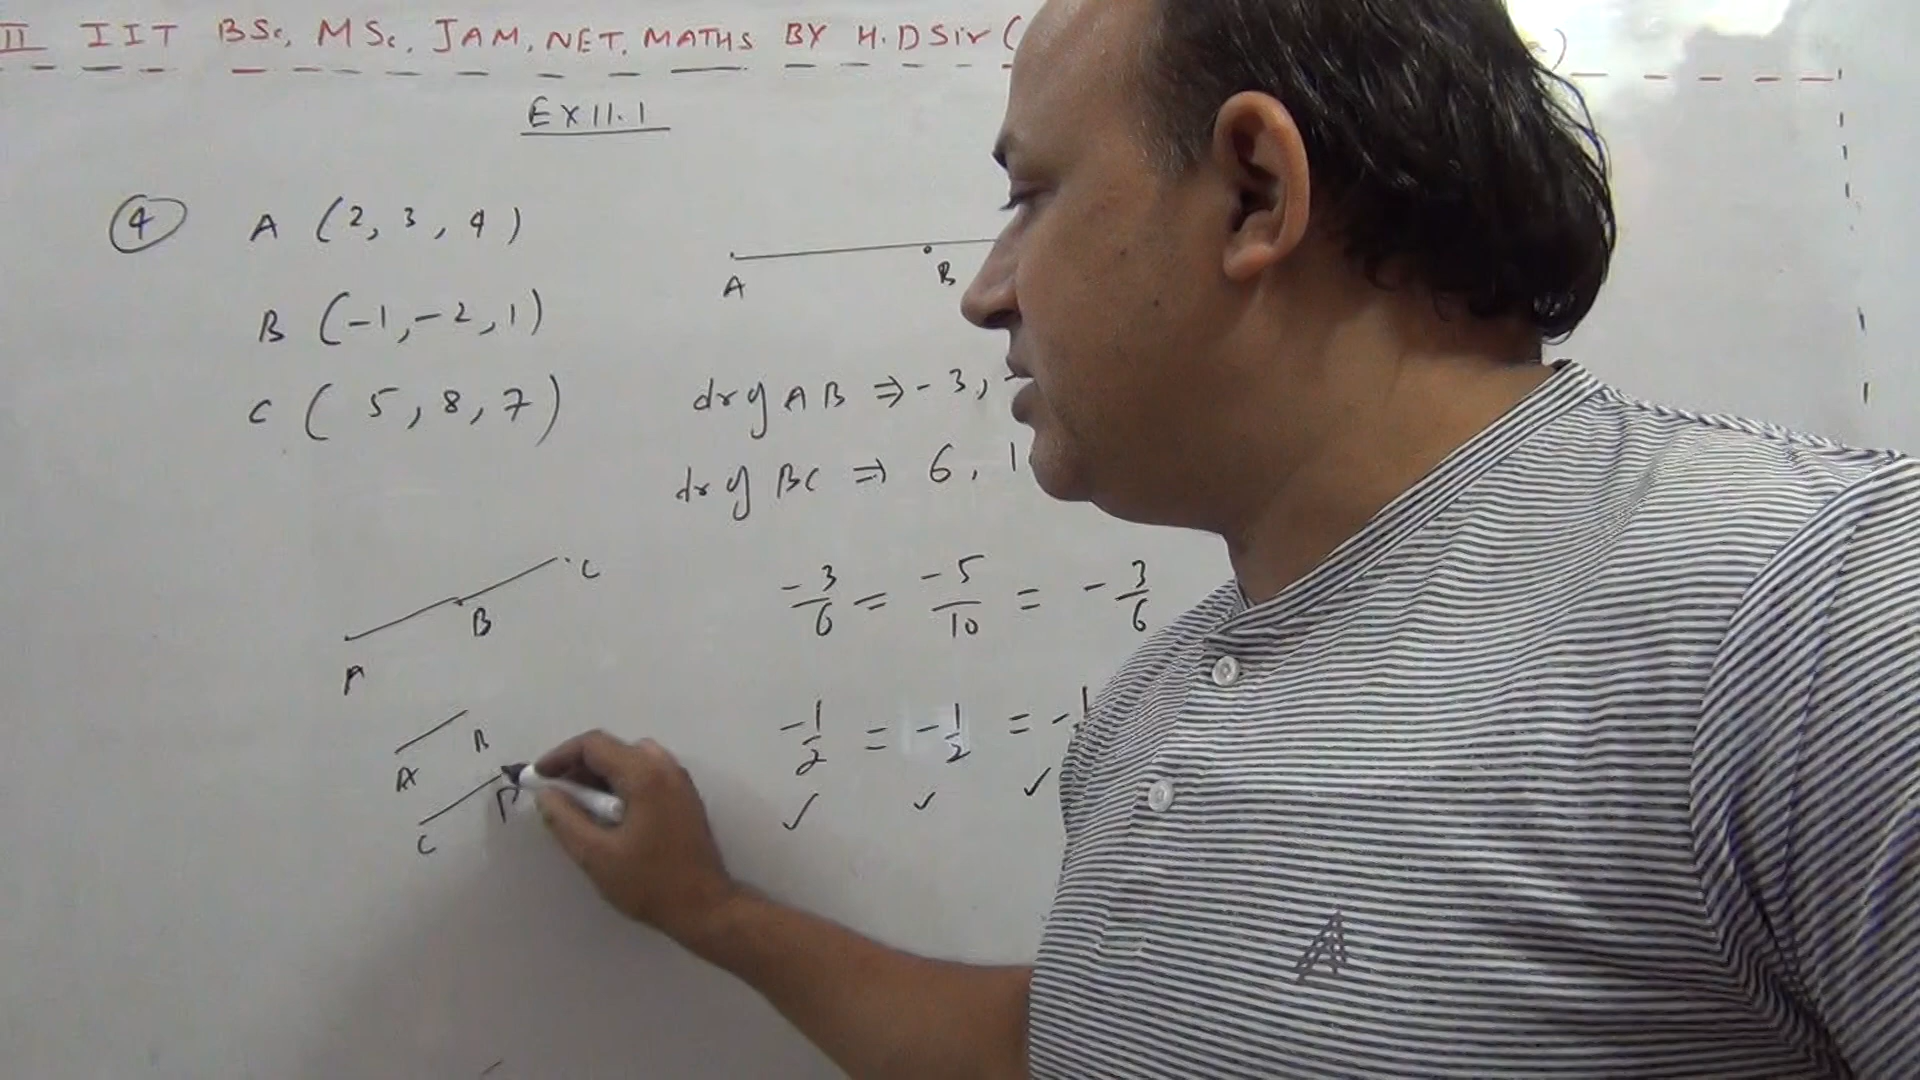 II IIT BSc, MSc, JAM, NET, MATHS BY H.D Sir (
EX 11.1
4 A (2, 3, 4)
B (-1, -2, 1)
C ( 5, 8, 7)
A B
dr of AB ⇒ -3,
dr of BC ⇒ 6, 1
-3/6 = -5/10 = -3/6
-1/2 = -1/2 = -1
✓ ✓ ✓
A B C
A B
C